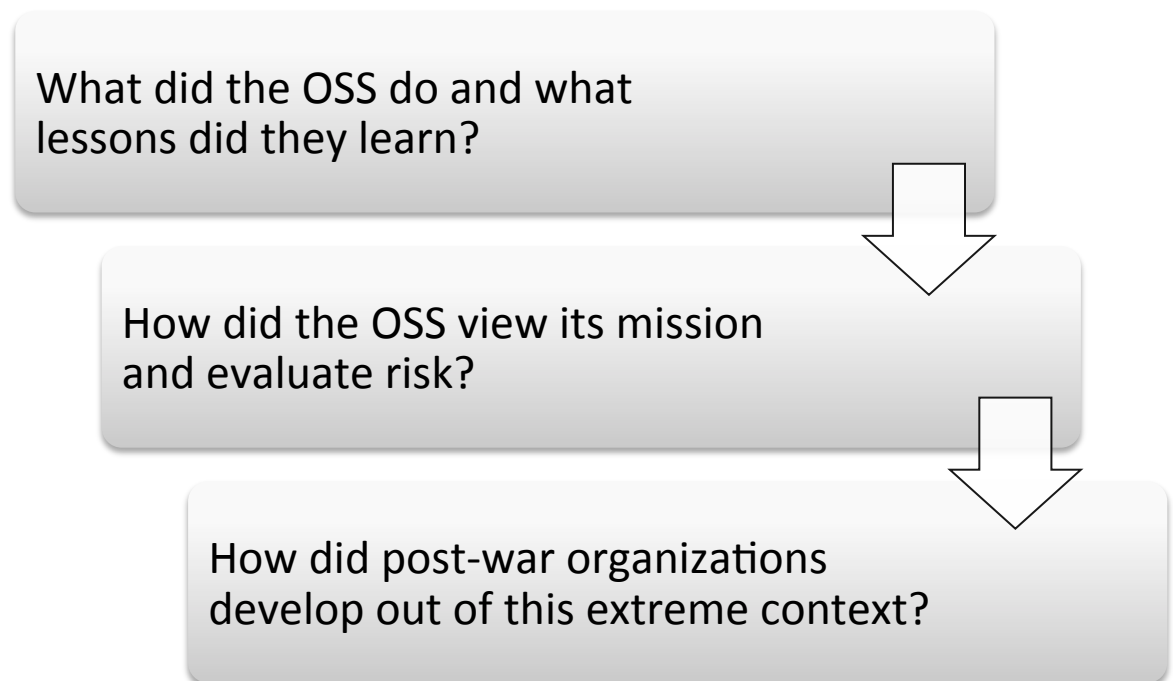 What did the OSS do and what
lessons did they learn?
How did the OSS view its mission
and evaluate risk?
How did post-war organizations
develop out of this extreme context?